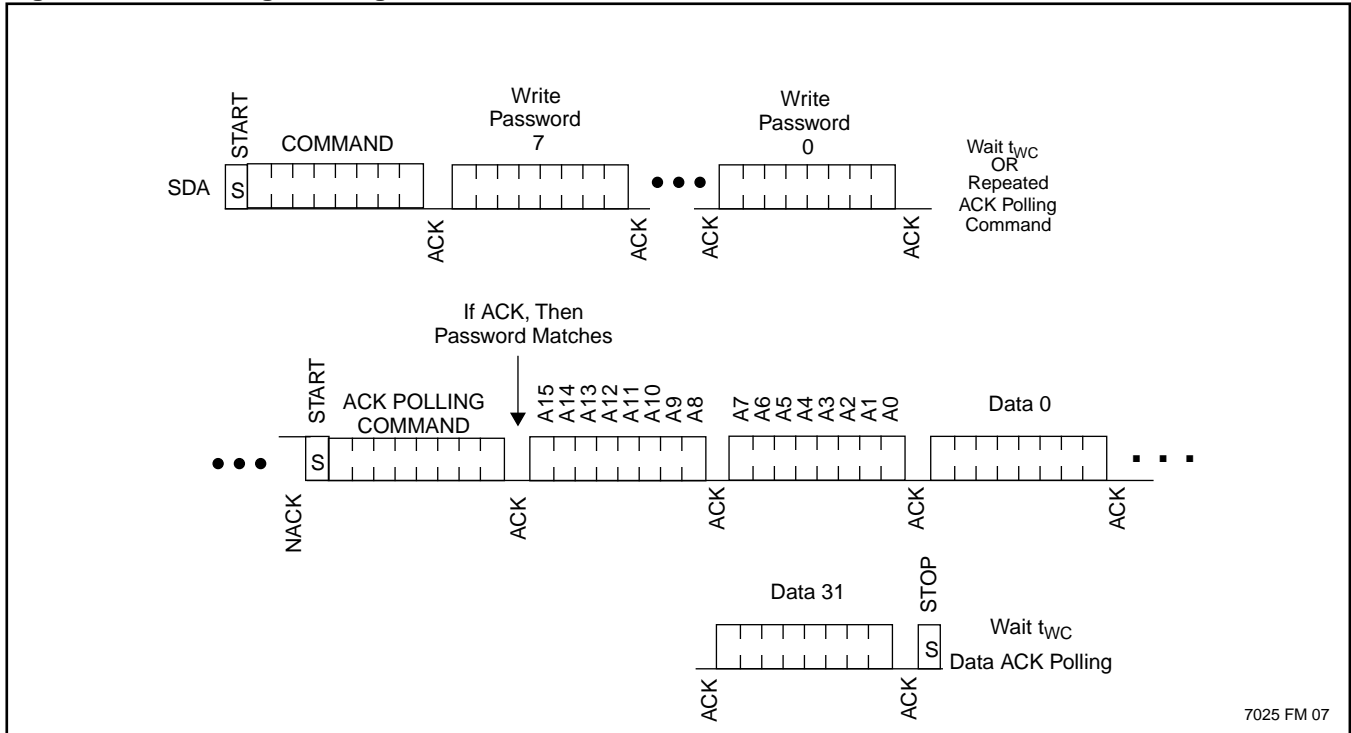 START
COMMAND
Write
Password
7
Write
Password
0
Wait tWC
OR
Repeated
ACK Polling
Command
SDA
S
ACK
ACK
ACK
ACK
If ACK, Then
Password Matches
START
ACK POLLING
COMMAND
A15
A14
A13
A12
A11
A10
A9
A8
A7
A6
A5
A4
A3
A2
A1
A0
Data 0
S
NACK
ACK
ACK
ACK
ACK
Data 31
STOP
S
Wait tWC
Data ACK Polling
ACK
ACK
7025 FM 07